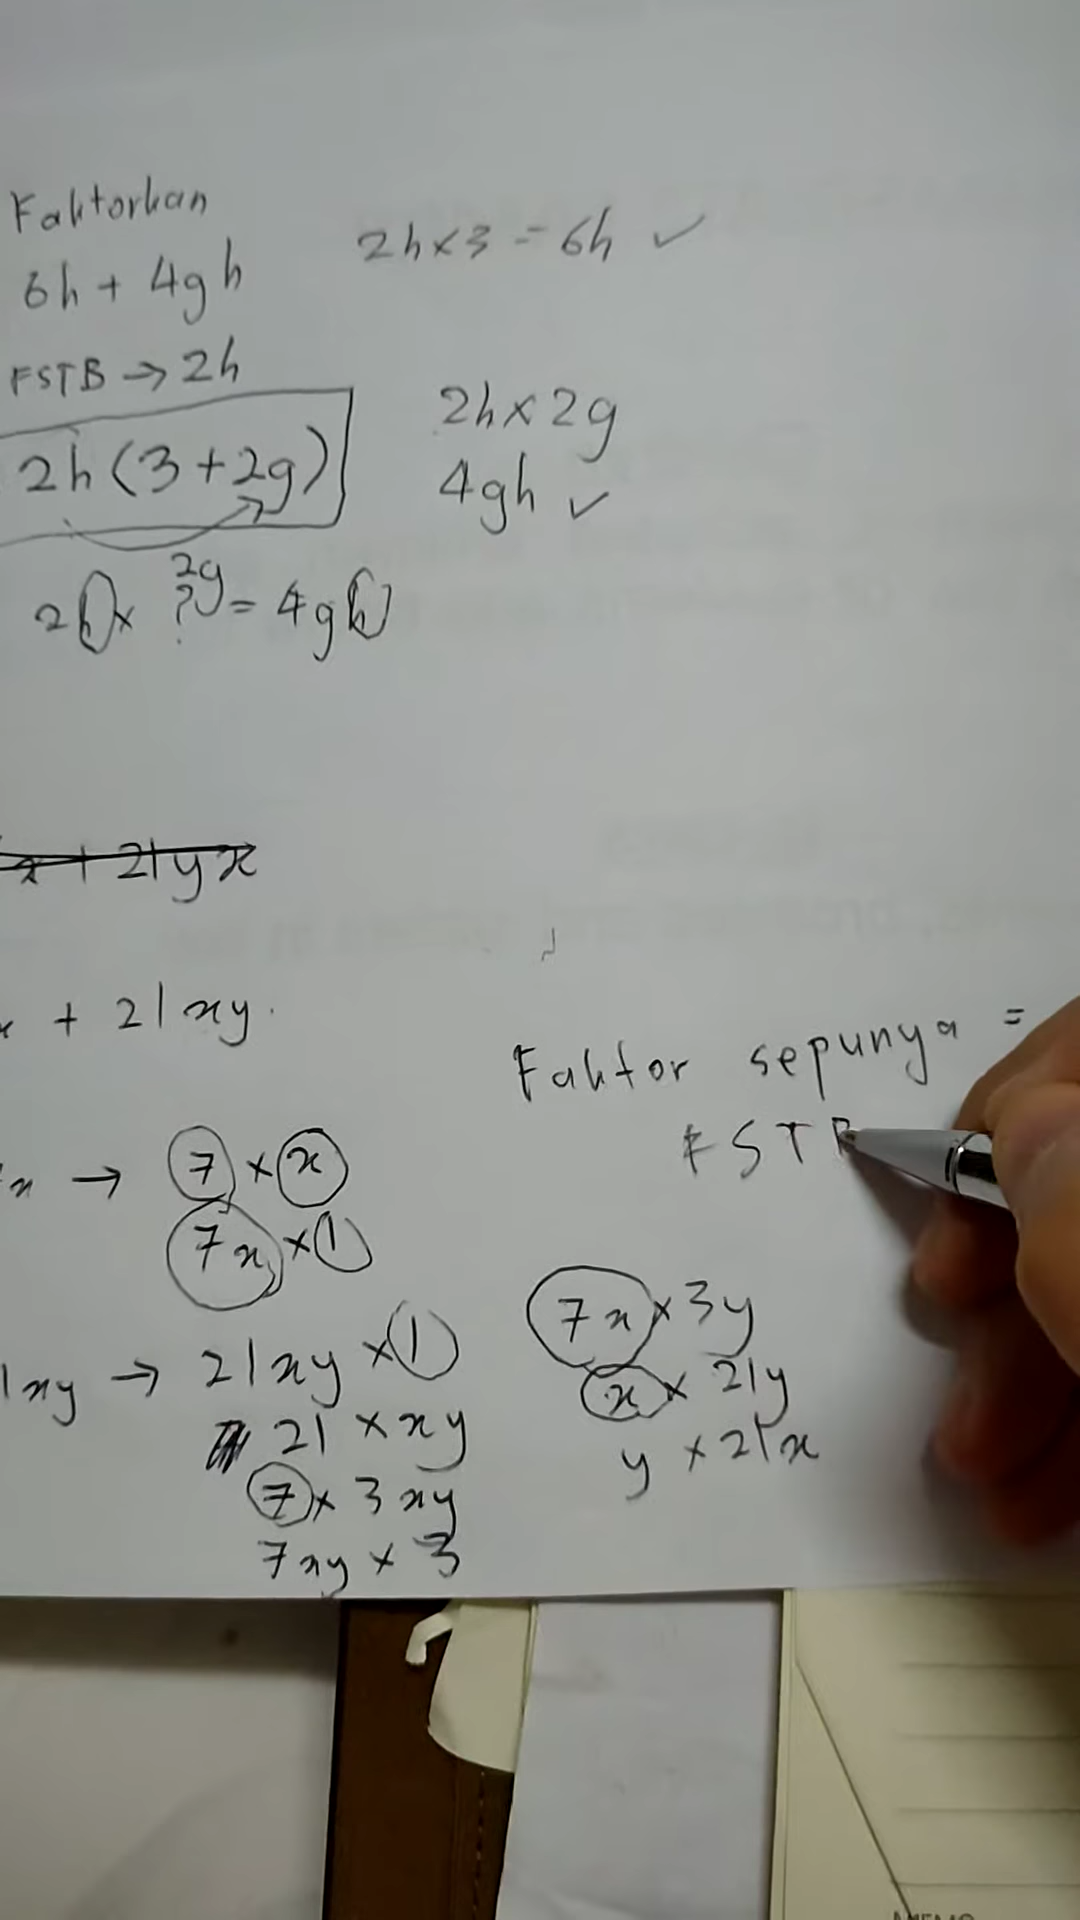 Faktorkan
6h + 4gh
2h×3 = 6h ✓
FSTB → 2h
2h(3+2g)
2h×2g
4gh ✓
2g
2h× ? = 4gh
x + 21yx
x + 21xy.
Faktor sepunya =
FSTB
x → 7 × x
7x × 1
1xy → 21xy × 1
21 × xy
7 × 3xy
7xy × 3
7x × 3y
x × 21y
y × 21x